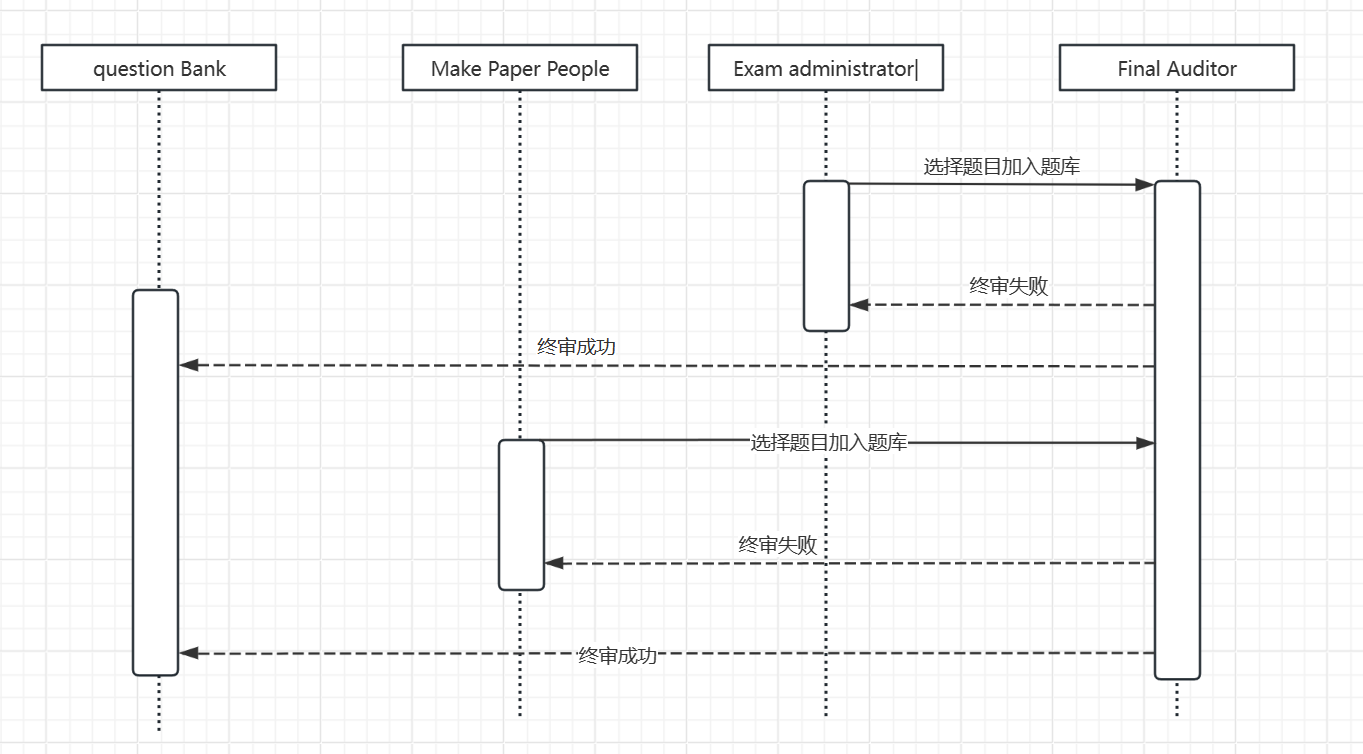 question Bank
Make Paper People
Exam administrator
Final Auditor
选择题目加入题库
终审失败
终审成功
选择题目加入题库
终审失败
终审成功